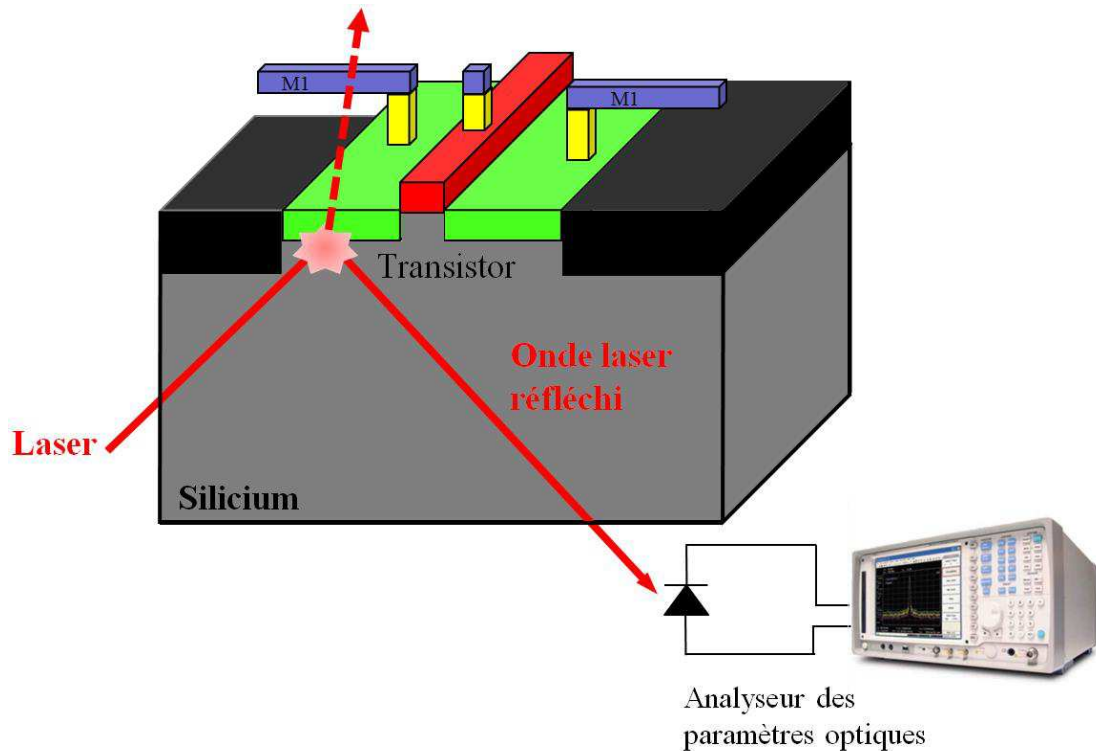 M1
M1
Transistor
Onde laser
réfléchi
Laser
Silicium
Analyseur des
paramètres optiques